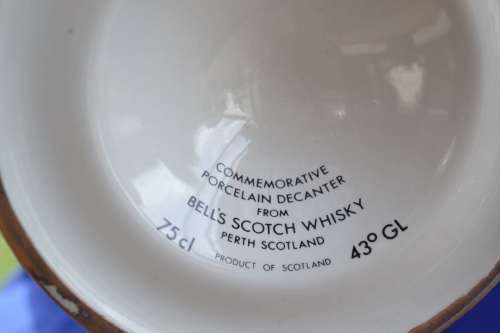 COMMEMORATIVE
PORCELAIN DECANTER
FROM
BELL'S SCOTCH WHISKY
PERTH SCOTLAND
75 cl
43° GL
PRODUCT OF SCOTLAND